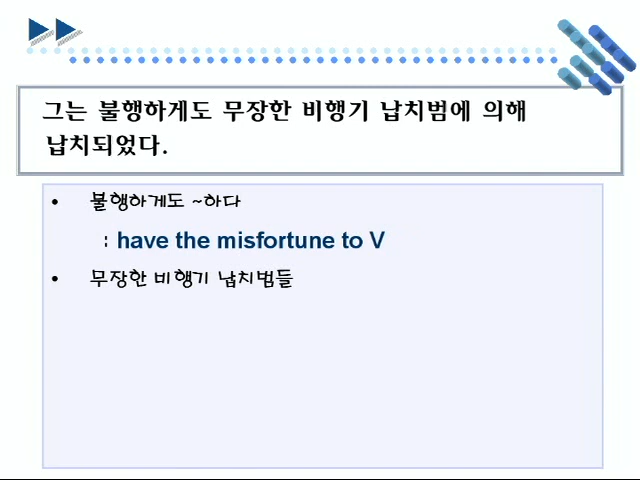 그는 불행하게도 무장한 비행기 납치범에 의해
납치되었다.
• 불행하게도 ~하다
: have the misfortune to V
• 무장한 비행기 납치범들